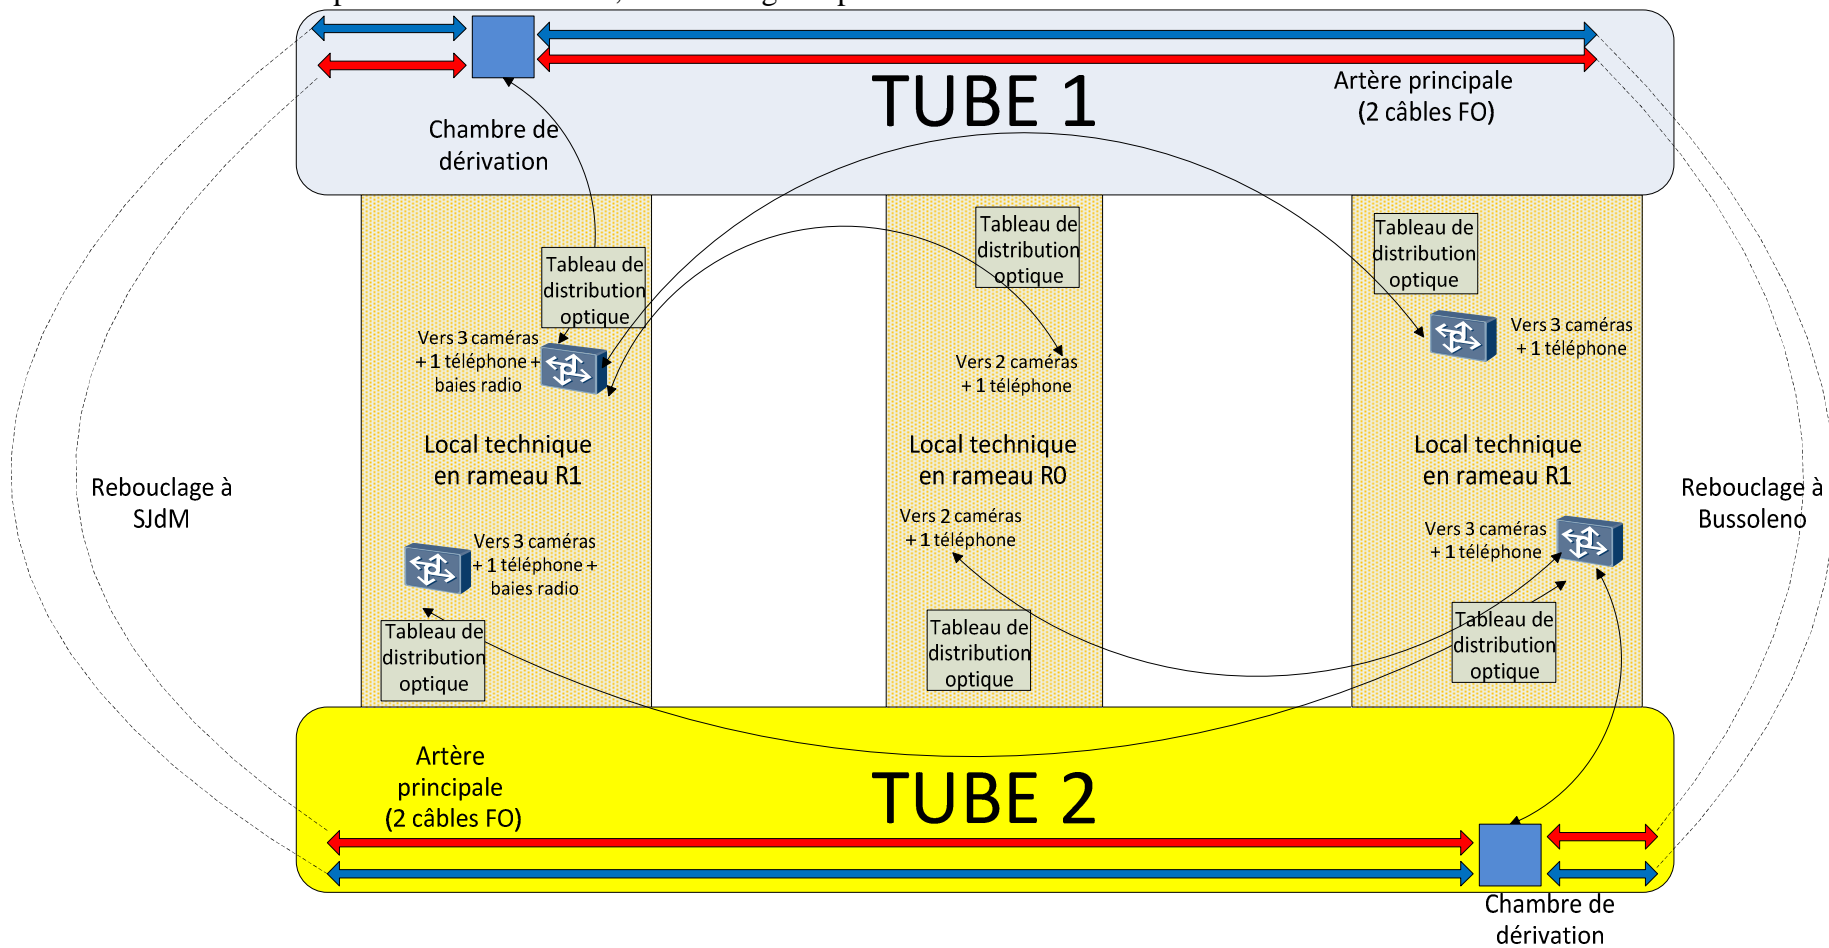 TUBE 1
Artère principale
(2 câbles FO)
Chambre de
dérivation
Tableau de
distribution
optique
Tableau de
distribution
optique
Tableau de
distribution
optique
Vers 3 caméras
+ 1 téléphone +
baies radio
Vers 2 caméras
+ 1 téléphone
Vers 3 caméras
+ 1 téléphone
Local technique
en rameau R1
Local technique
en rameau R0
Local technique
en rameau R1
Rebouclage à
SJdM
Rebouclage à
Bussoleno
Vers 3 caméras
+ 1 téléphone +
baies radio
Vers 2 caméras
+ 1 téléphone
Vers 3 caméras
+ 1 téléphone
Tableau de
distribution
optique
Tableau de
distribution
optique
Tableau de
distribution
optique
Artère
principale
(2 câbles FO)
TUBE 2
Chambre de
dérivation